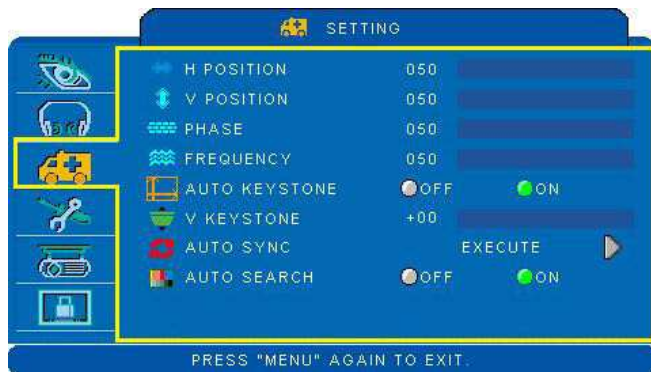 SETTING
H POSITION 050
V POSITION 050
PHASE 050
FREQUENCY 050
AUTO KEYSTONE OFF ON
V KEYSTONE +00
AUTO SYNC EXECUTE
AUTO SEARCH OFF ON
PRESS "MENU" AGAIN TO EXIT.